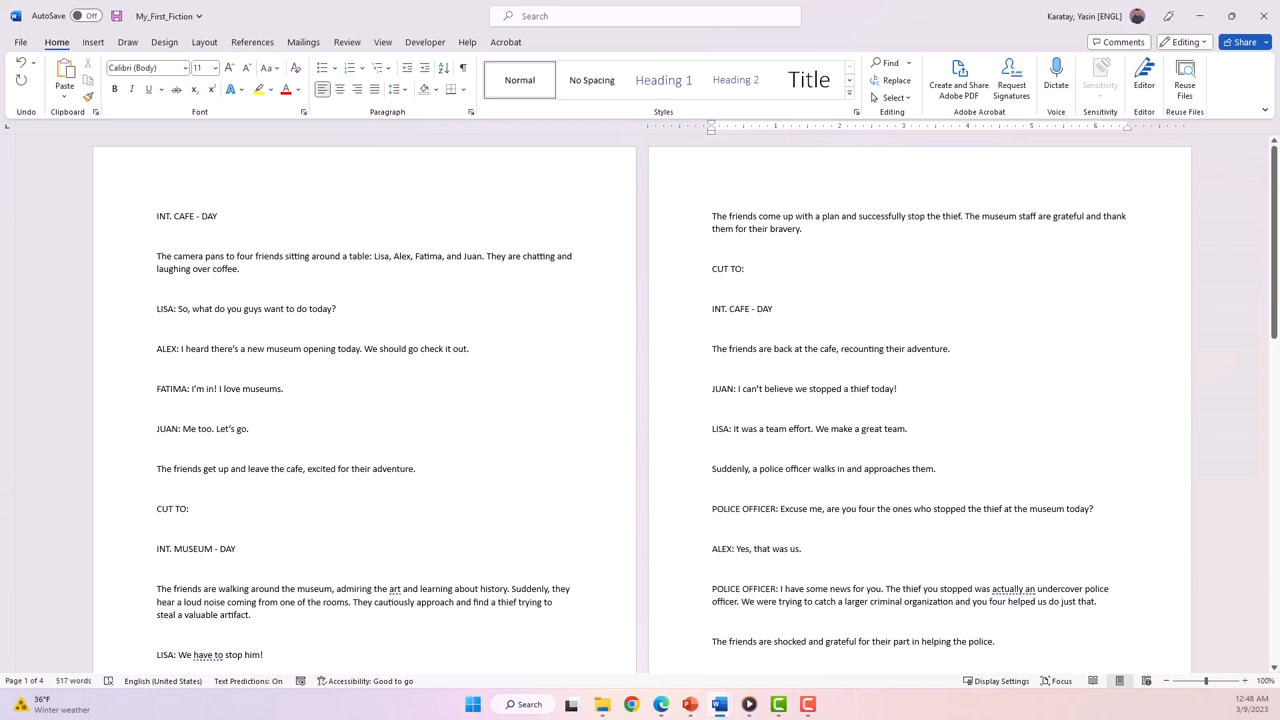 AutoSave Off My_First_Fiction Search Karatay, Yasin [ENGL]
File Home Insert Draw Design Layout References Mailings Review View Developer Help Acrobat Comments Editing Share
Calibri (Body) 11 Find
Paste Normal No Spacing Heading 1 Heading 2 Title Replace Create and Share Adobe PDF Request Signatures Dictate Sensitivity Editor Reuse Files
Select
Undo Clipboard Font Paragraph Styles Editing Adobe Acrobat Voice Sensitivity Editor Reuse Files
1 2 3 4 5 6
INT. CAFE - DAY
The camera pans to four friends sitting around a table: Lisa, Alex, Fatima, and Juan. They are chatting and
laughing over coffee.
LISA: So, what do you guys want to do today?
ALEX: I heard there’s a new museum opening today. We should go check it out.
FATIMA: I’m in! I love museums.
JUAN: Me too. Let’s go.
The friends get up and leave the cafe, excited for their adventure.
CUT TO:
INT. MUSEUM - DAY
The friends are walking around the museum, admiring the art and learning about history. Suddenly, they
hear a loud noise coming from one of the rooms. They cautiously approach and find a thief trying to
steal a valuable artifact.
LISA: We have to stop him!
The friends come up with a plan and successfully stop the thief. The museum staff are grateful and thank
them for their bravery.
CUT TO:
INT. CAFE - DAY
The friends are back at the cafe, recounting their adventure.
JUAN: I can’t believe we stopped a thief today!
LISA: It was a team effort. We make a great team.
Suddenly, a police officer walks in and approaches them.
POLICE OFFICER: Excuse me, are you four the ones who stopped the thief at the museum today?
ALEX: Yes, that was us.
POLICE OFFICER: I have some news for you. The thief you stopped was actually an undercover police
officer. We were trying to catch a larger criminal organization and you four helped us do just that.
The friends are shocked and grateful for their part in helping the police.
Page 1 of 4 517 words English (United States) Text Predictions: On Accessibility: Good to go Display Settings Focus 100%
36°F
Winter weather
Search
12:48 AM
3/9/2023